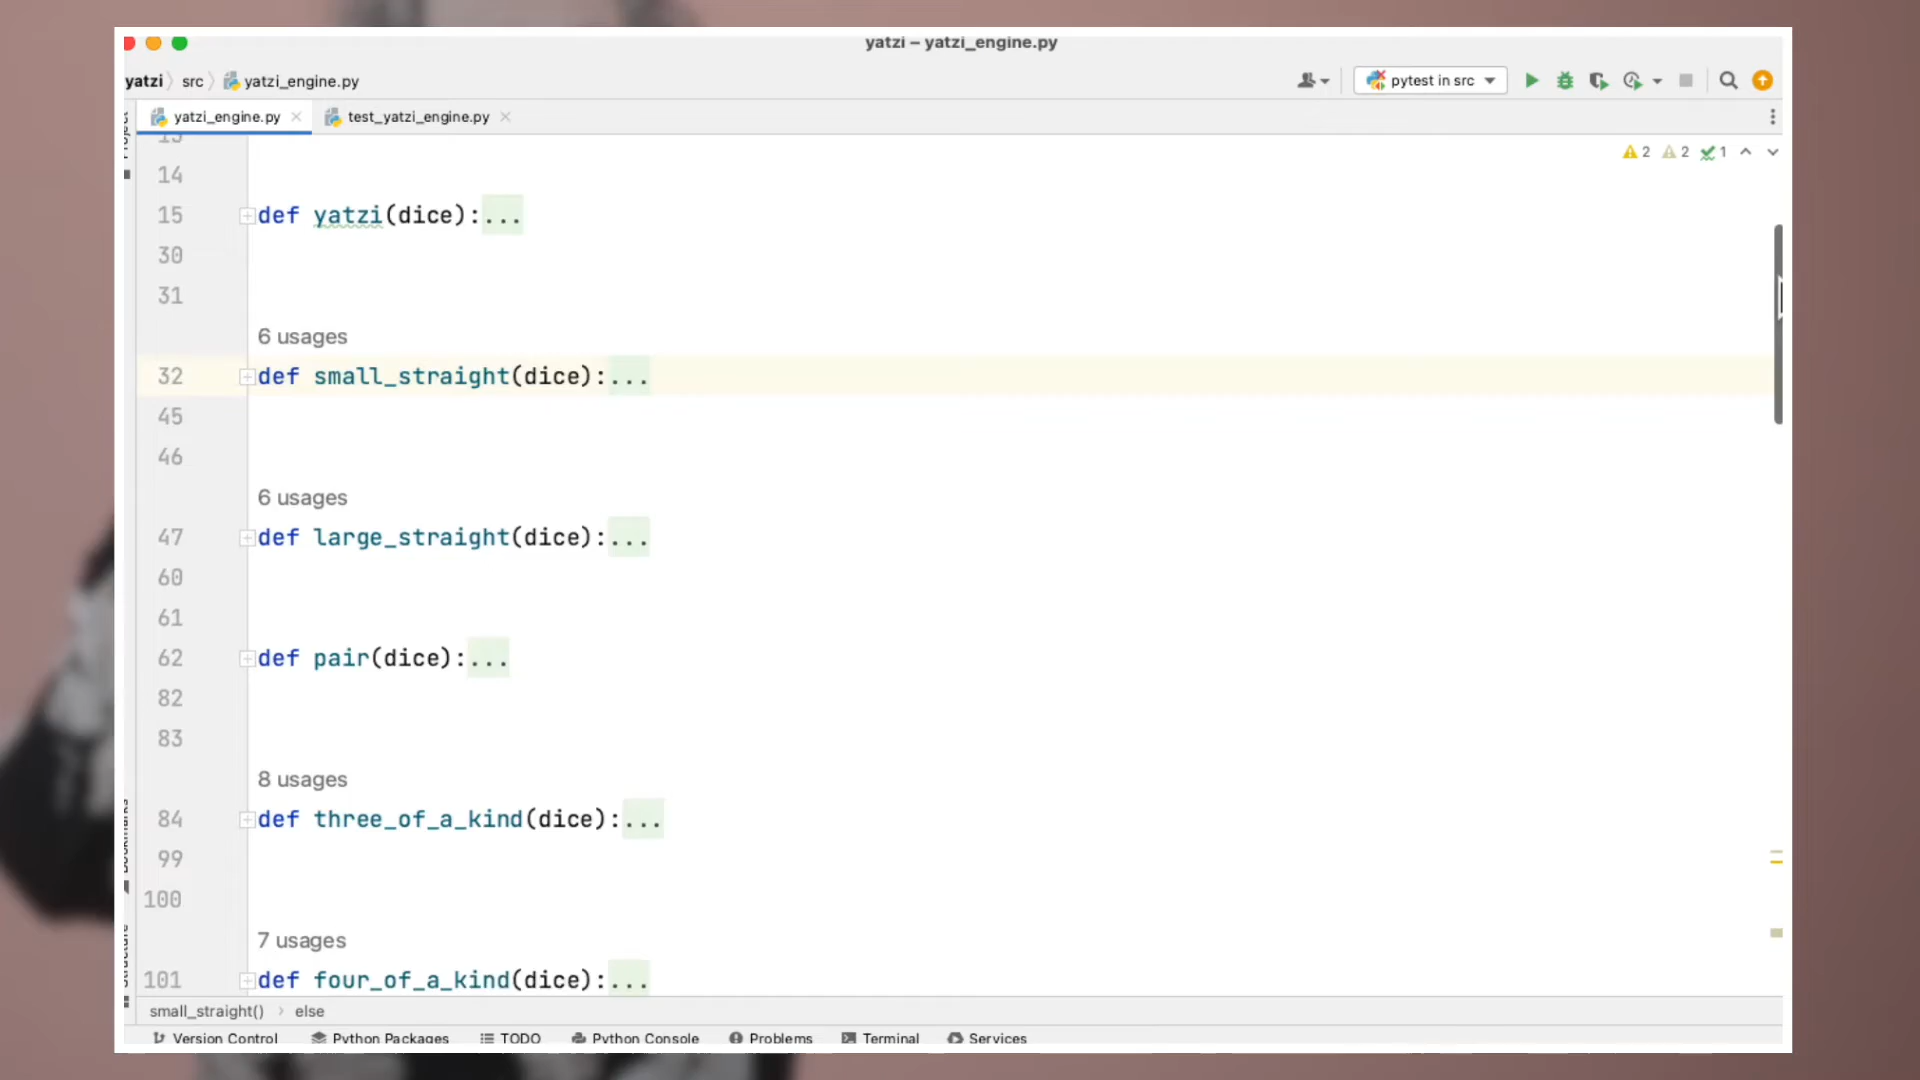 yatzi – yatzi_engine.py
yatzi src yatzi_engine.py
pytest in src
yatzi_engine.py test_yatzi_engine.py
2 2 1
14
15 def yatzi(dice):...
30
31
6 usages
32 def small_straight(dice):...
45
46
6 usages
47 def large_straight(dice):...
60
61
62 def pair(dice):...
82
83
8 usages
84 def three_of_a_kind(dice):...
99
100
7 usages
101 def four_of_a_kind(dice):...
small_straight() else
Version Control Python Packages TODO Python Console Problems Terminal Services